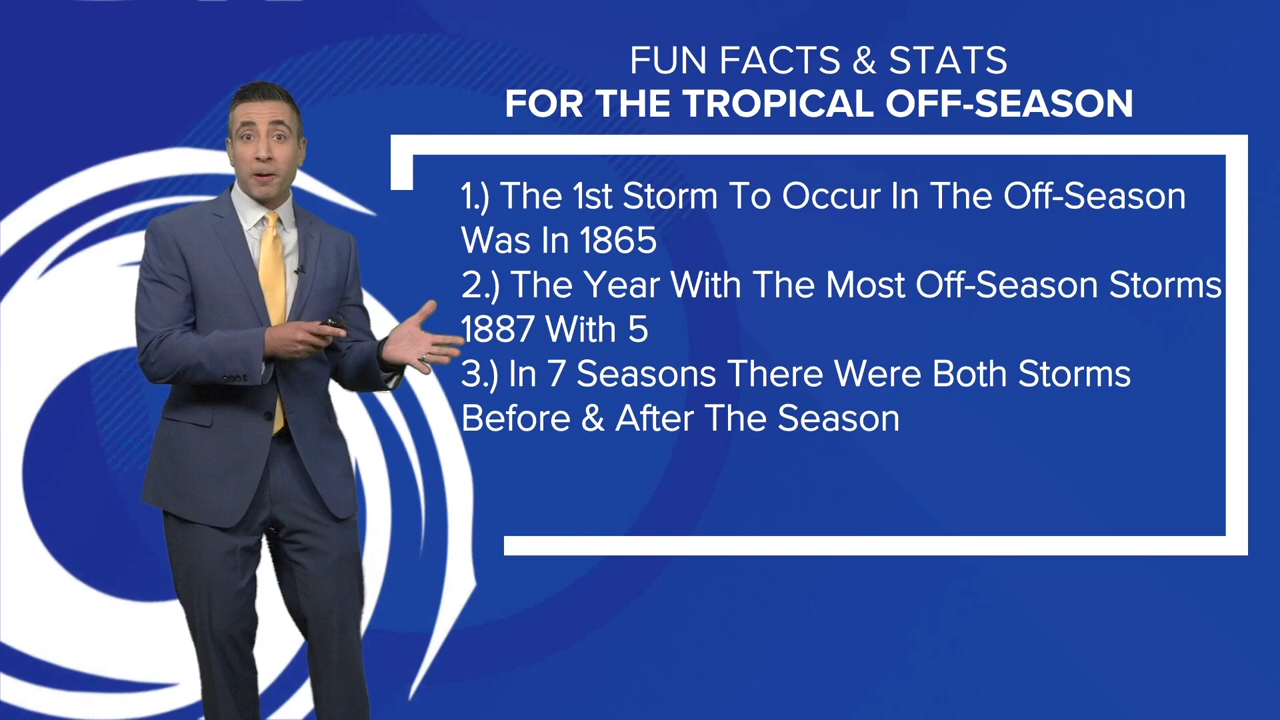 FUN FACTS & STATS
FOR THE TROPICAL OFF-SEASON
1.) The 1st Storm To Occur In The Off-Season
Was In 1865
2.) The Year With The Most Off-Season Storms
1887 With 5
3.) In 7 Seasons There Were Both Storms
Before & After The Season